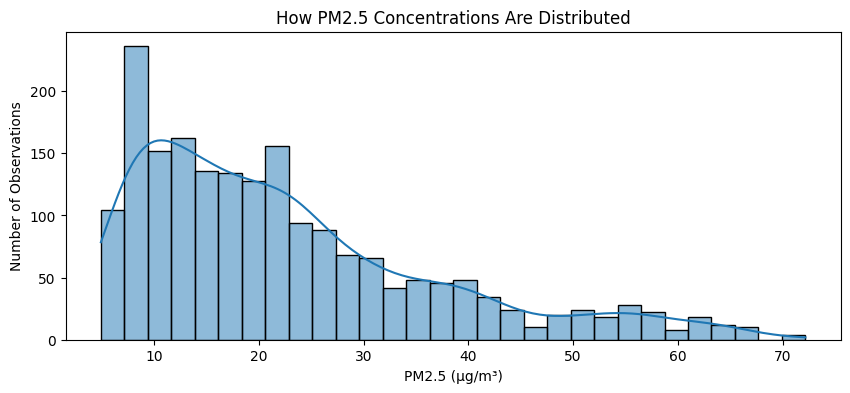 How PM2.5 Concentrations Are Distributed
Number of Observations
200
150
100
50
0
10 20 30 40 50 60 70
PM2.5 (µg/m³)